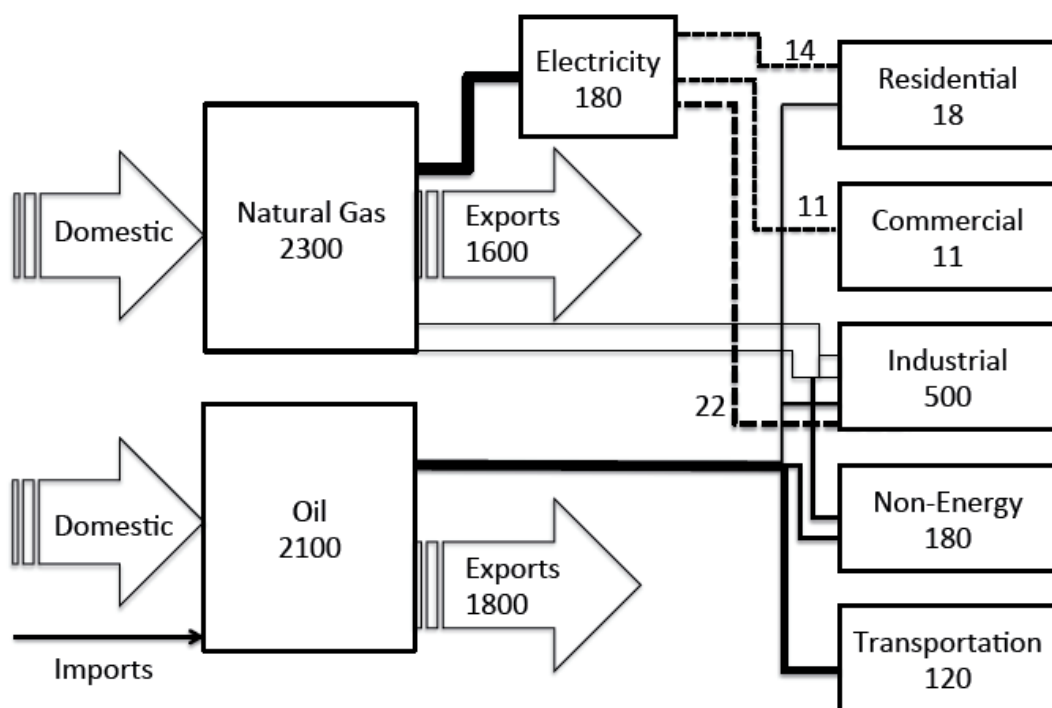 Electricity
180
14
Residential
18
Domestic
Natural Gas
2300
Exports
1600
11
Commercial
11
Industrial
500
22
Domestic
Oil
2100
Exports
1800
Non-Energy
180
Imports
Transportation
120